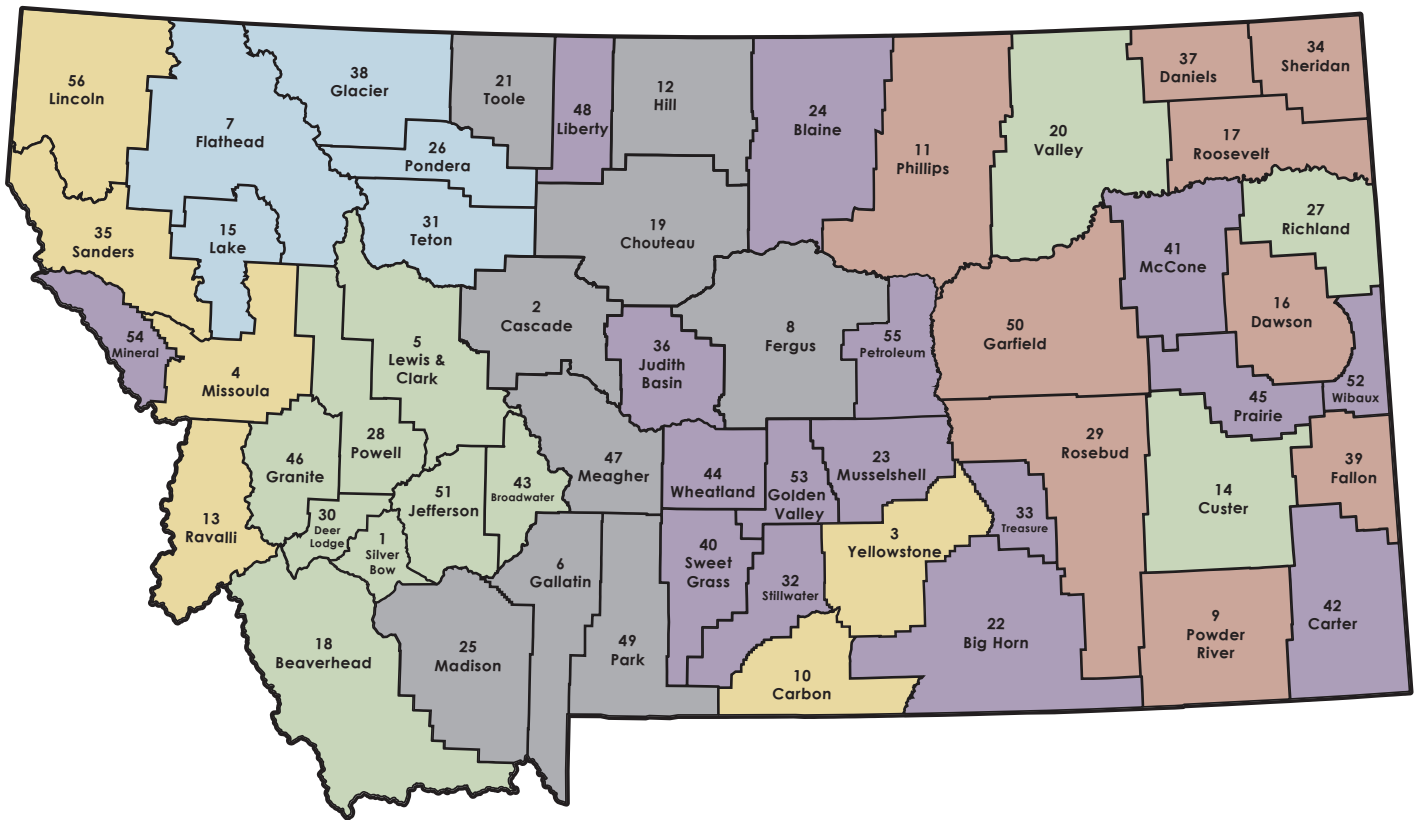 56
Lincoln
7
Flathead
38
Glacier
21
Toole
48
Liberty
12
Hill
24
Blaine
11
Phillips
20
Valley
37
Daniels
34
Sheridan
17
Roosevelt
26
Pondera
35
Sanders
15
Lake
31
Teton
19
Chouteau
41
McCone
27
Richland
54
Mineral
4
Missoula
5
Lewis &
Clark
2
Cascade
36
Judith
Basin
8
Fergus
55
Petroleum
50
Garfield
16
Dawson
45
Prairie
52
Wibaux
46
Granite
28
Powell
51
Jefferson
43
Broadwater
47
Meagher
44
Wheatland
53
Golden
Valley
23
Musselshell
29
Rosebud
14
Custer
39
Fallon
13
Ravalli
30
Deer
Lodge
1
Silver
Bow
6
Gallatin
40
Sweet
Grass
32
Stillwater
3
Yellowstone
33
Treasure
18
Beaverhead
25
Madison
49
Park
10
Carbon
22
Big Horn
9
Powder
River
42
Carter